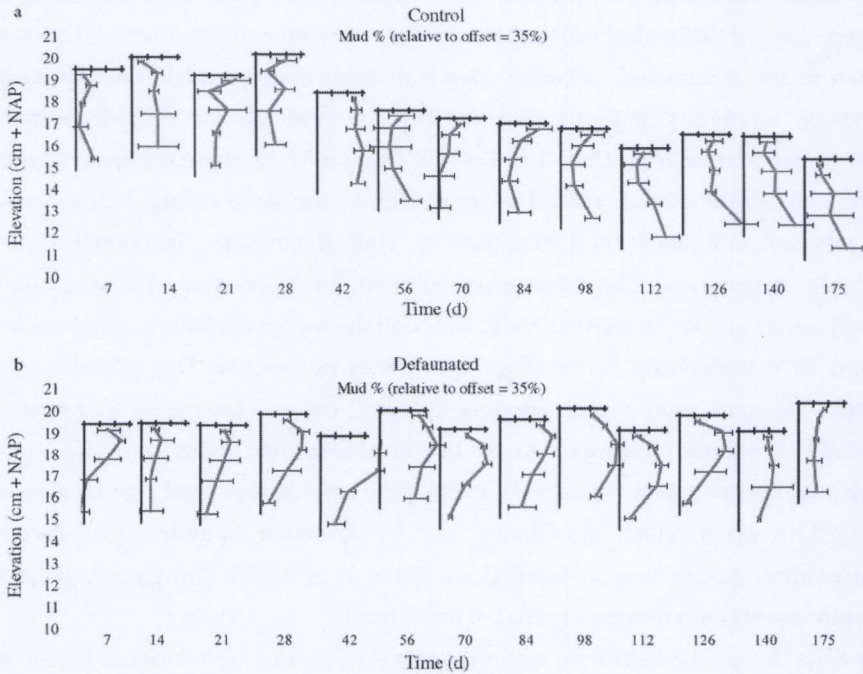 a
Control
Mud % (relative to offset = 35%)
Elevation (cm + NAP)
21
20
19
18
17
16
15
14
13
12
11
10
14 21 28 42 56 70 84 98 112 126 140 175
Time (d)
b
Defaunated
Mud % (relative to offset = 35%)
Elevation (cm + NAP)
21
20
19
18
17
16
15
14
13
12
11
10
7 14 21 28 42 56 70 84 98 112 126 140 175
Time (d)